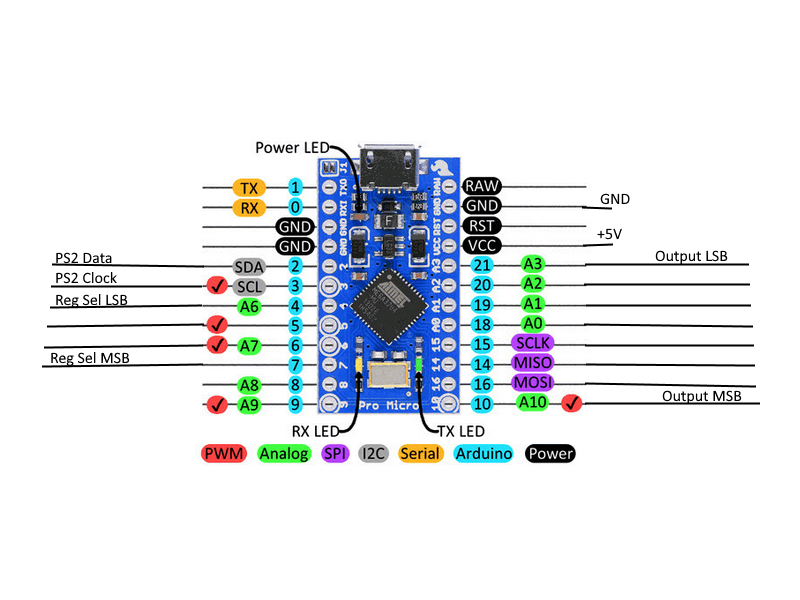 Power LED
J1
TX 1 TX0 RAW RAW
RX 0 RXI GND GND GND
GND GND RST RST
GND GND VCC VCC +5V
PS2 Data SDA 2 2 A3 21 A3 Output LSB
PS2 Clock SCL 3 3 A2 20 A2
Reg Sel LSB A6 4 4 A1 19 A1
5 5 A0 18 A0
A7 6 6 15 15 SCLK
Reg Sel MSB 7 7 14 14 MISO
A8 8 8 16 16 MOSI
A9 9 9 Pro Micro 10 10 A10 Output MSB
F
ATMEL
RX LED TX LED
PWM Analog SPI I2C Serial Arduino Power